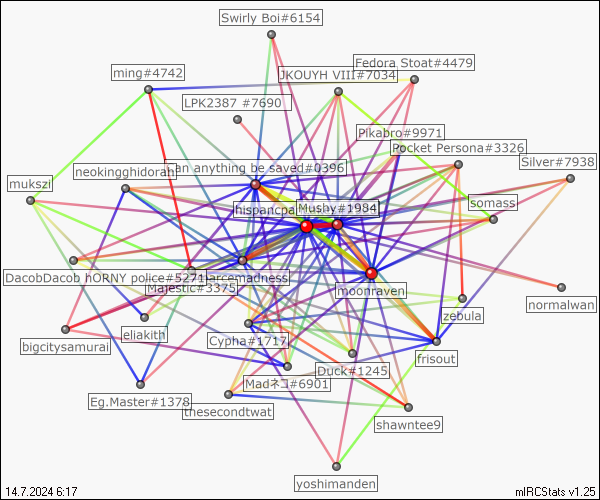 Swirly Boi#6154
Fedora Stoat#4479
ming#4742
JKOUYH VIII#7034
LPK2387 #7690
Pikabro#9971
Pocket Persona#3326
Silver#7938
neokingghidorah
an anything be saved#0396
mukszi
somass
hispanicpa
Mushy#1984
DacobDacob hORNY police#5271
arcemadness
Majestic#3375
moonraven
normalwan
zebula
eliakith
Cypha#1717
bigcitysamurai
frisout
Duck#1245
Madネコ#6901
Eg.Master#1378
thesecondtwat
shawntee9
yoshimanden
14.7.2024 6:17
mIRCStats v1.25